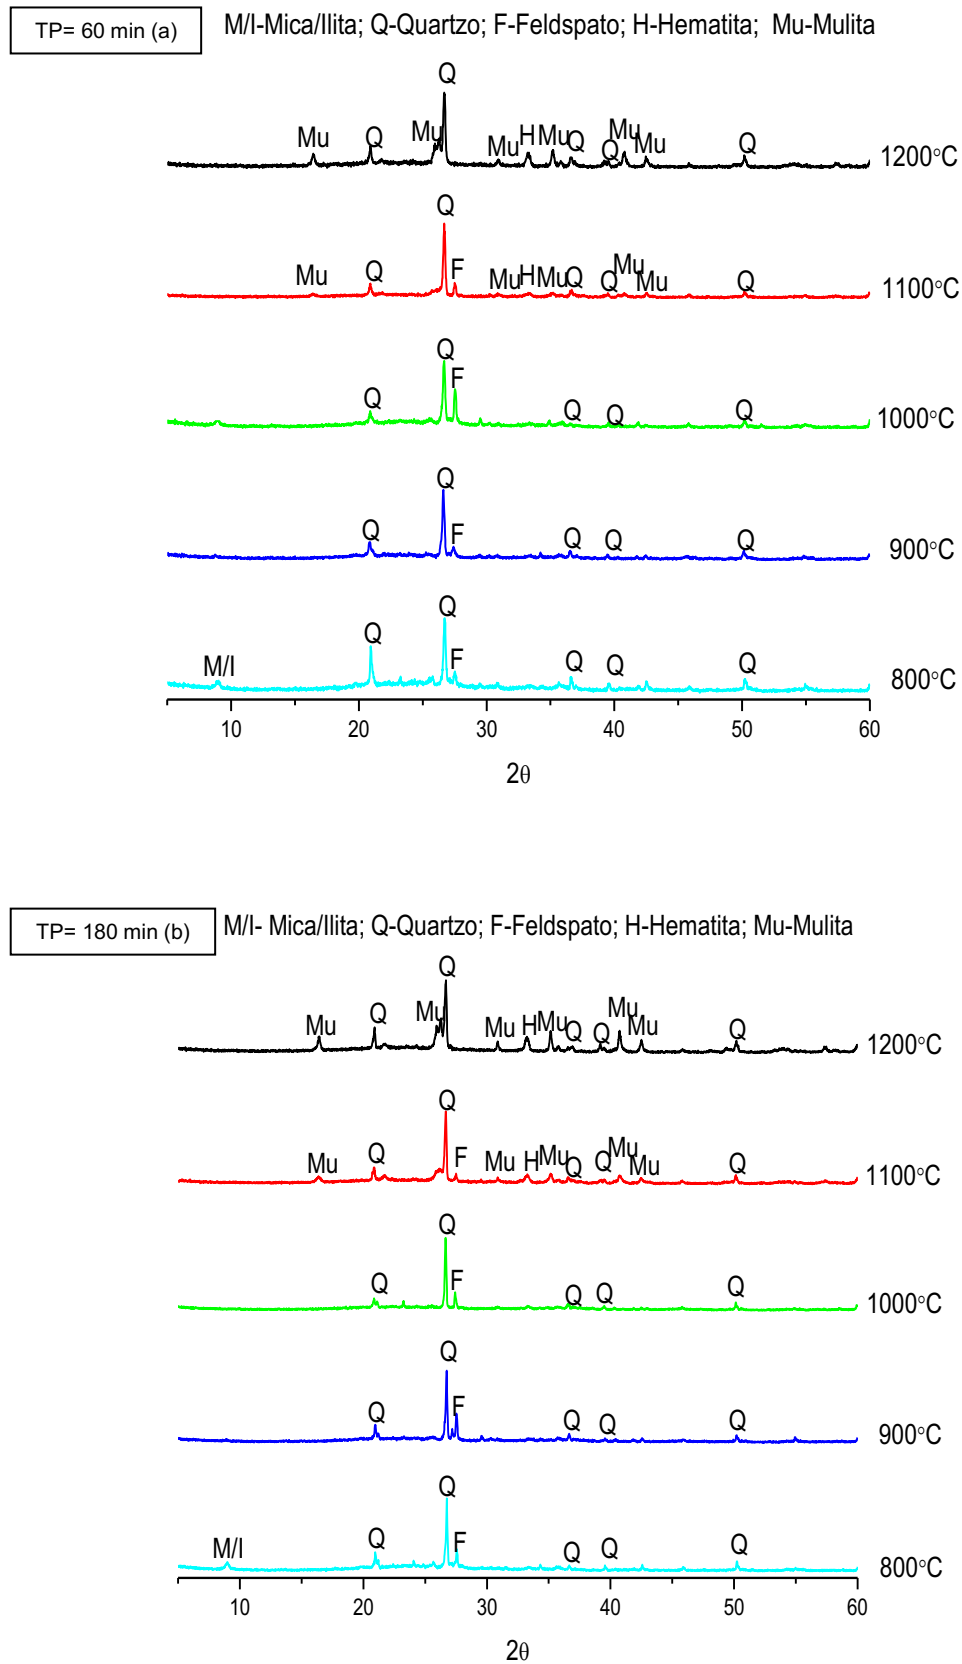 TP= 60 min (a)
M/I-Mica/Ilita; Q-Quartzo; F-Feldspato; H-Hematita; Mu-Mulita
Q
Mu Q Mu Mu H Mu Q Q Mu Mu Q
1200°C
Q
Mu Q F Mu H Mu Q Q Mu Mu Q
1100°C
Q
Q F Q Q Q
1000°C
Q
Q F Q Q Q
900°C
Q
M/I Q F Q Q Q
800°C
10 20 30 40 50 60
2θ
TP= 180 min (b)
M/I- Mica/Ilita; Q-Quartzo; F-Feldspato; H-Hematita; Mu-Mulita
Q
Mu Q Mu Mu H Mu Q Q Mu Mu Q
1200°C
Q
Mu Q F Mu H Mu Q Q Mu Mu Q
1100°C
Q
Q F Q Q Q
1000°C
Q
Q F Q Q Q
900°C
Q
M/I Q F Q Q Q
800°C
10 20 30 40 50 60
2θ